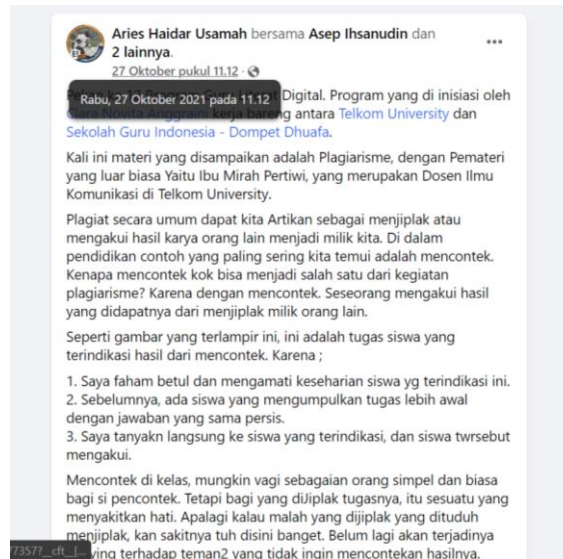 Aries Haidar Usamah bersama Asep Ihsanudin dan
2 lainnya.
27 Oktober pukul 11.12 ·
Rabu, 27 Oktober 2021 pada 11.12
Digital. Program yang di inisiasi oleh
Clara Novita Anggraini kerja bareng antara Telkom University dan
Sekolah Guru Indonesia - Dompet Dhuafa.
Kali ini materi yang disampaikan adalah Plagiarisme, dengan Pemateri
yang luar biasa Yaitu Ibu Mirah Pertiwi, yang merupakan Dosen Ilmu
Komunikasi di Telkom University.
Plagiat secara umum dapat kita Artikan sebagai menjiplak atau
mengakui hasil karya orang lain menjadi milik kita. Di dalam
pendidikan contoh yang paling sering kita temui adalah mencontek.
Kenapa mencontek kok bisa menjadi salah satu dari kegiatan
plagiarisme? Karena dengan mencontek. Seseorang mengakui hasil
yang didapatnya dari menjiplak milik orang lain.
Seperti gambar yang terlampir ini, ini adalah tugas siswa yang
terindikasi hasil dari mencontek. Karena ;
1. Saya faham betul dan mengamati keseharian siswa yg terindikasi ini.
2. Sebelumnya, ada siswa yang mengumpulkan tugas lebih awal
dengan jawaban yang sama persis.
3. Saya tanyakn langsung ke siswa yang terindikasi, dan siswa twrsebut
mengakui.
Mencontek di kelas, mungkin vagi sebagaian orang simpel dan biasa
bagi si pencontek. Tetapi bagi yang diJiplak tugasnya, itu sesuatu yang
menyakitkan hati. Apalagi kalau malah yang dijiplak yang dituduh
menjiplak, kan sakitnya tuh disini banget. Belum lagi akan terjadinya
ying terhadap teman2 yang tidak ingin mencontekan hasilnya.
7357?__cft__[...